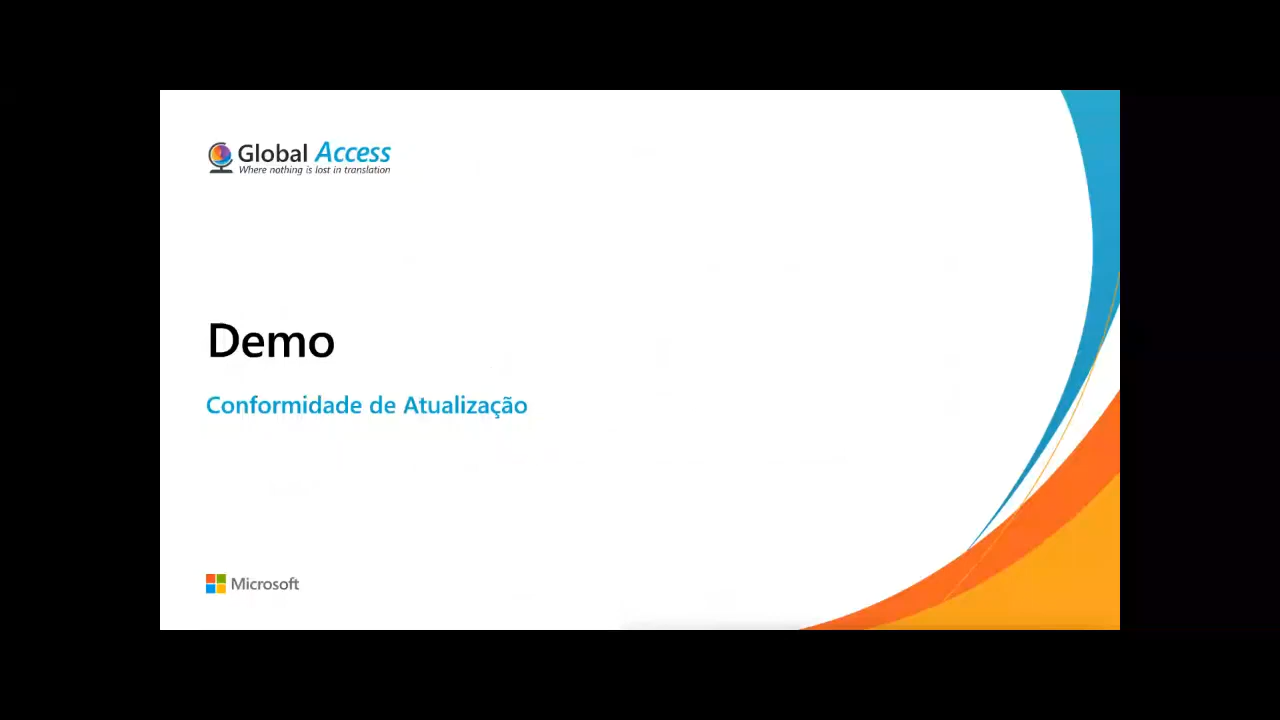 Global Access
Where nothing is lost in translation
Demo
Conformidade de Atualização
Microsoft